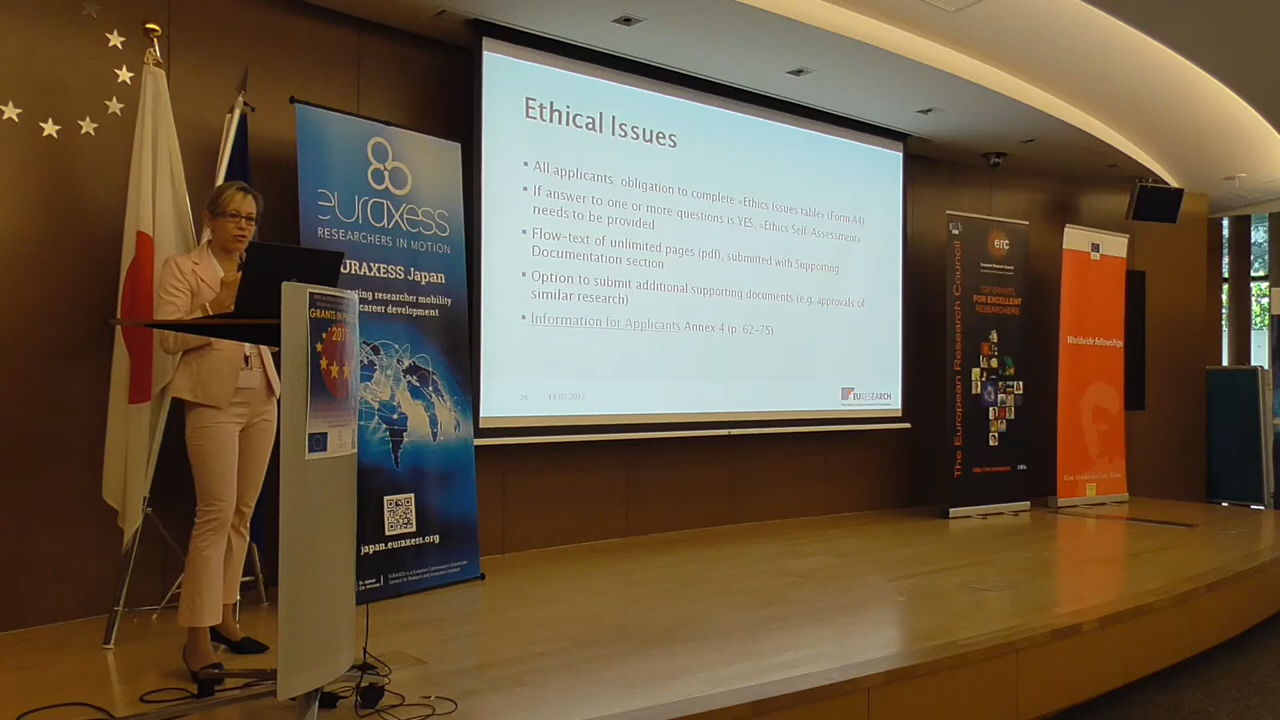 Ethical Issues
▪ All applicants obligation to complete «Ethics Issues table» (Form A4)
▪ If answer to one or more questions is YES, «Ethics Self-Assessment»
needs to be provided
▪ Flow-text of unlimited pages (pdf), submitted with Supporting
Documentation section
▪ Option to submit additional supporting documents (e.g. approvals of
similar research)
▪ Information for Applicants Annex 4 (p. 62-75)
26 14.07.2017
EURESEARCH
euraxess
RESEARCHERS IN MOTION
EURAXESS Japan
researcher mobility
career development
japan.euraxess.org
GRANTS IN
2017
The European Research Council
erc
European Research Council
TOP GRANTS
FOR EXCELLENT
RESEARCHERS
Worldwide fellowships